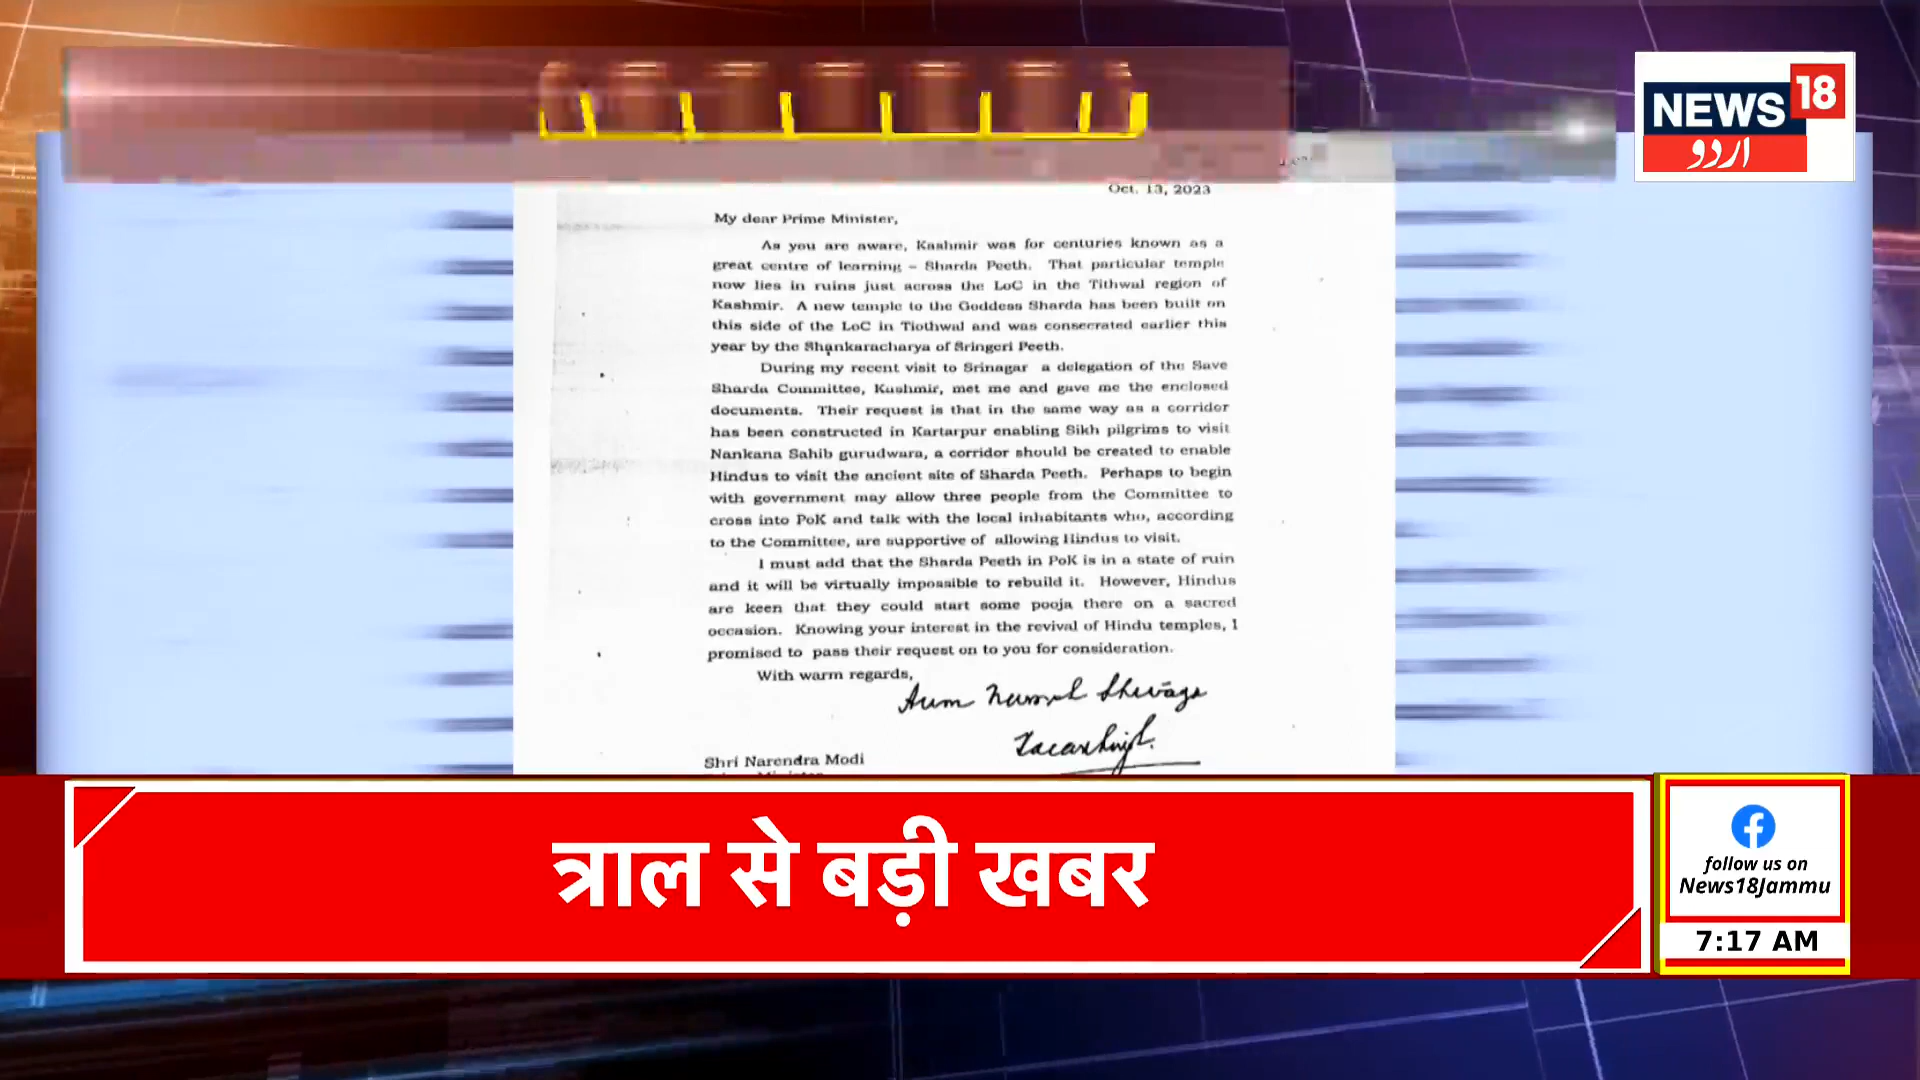 NEWS 18
اردو
Oct. 13, 2023
My dear Prime Minister,
As you are aware, Kashmir was for centuries known as a
great centre of learning – Sharda Peeth. That particular temple
now lies in ruins just across the LoC in the Tithwal region of
Kashmir. A new temple to the Goddess Sharda has been built on
this side of the LoC in Tiothwal and was consecrated earlier this
year by the Shankaracharya of Sringeri Peeth.
During my recent visit to Srinagar a delegation of the Save
Sharda Committee, Kashmir, met me and gave me the enclosed
documents. Their request is that in the same way as a corridor
has been constructed in Kartarpur enabling Sikh pilgrims to visit
Nankana Sahib gurudwara, a corridor should be created to enable
Hindus to visit the ancient site of Sharda Peeth. Perhaps to begin
with government may allow three people from the Committee to
cross into PoK and talk with the local inhabitants who, according
to the Committee, are supportive of allowing Hindus to visit.
I must add that the Sharda Peeth in PoK is in a state of ruin
and it will be virtually impossible to rebuild it. However, Hindus
are keen that they could start some pooja there on a sacred
occasion. Knowing your interest in the revival of Hindu temples, I
promised to pass their request on to you for consideration.
With warm regards,
Shri Narendra Modi
त्राल से बड़ी खबर
follow us on
News18Jammu
7:17 AM